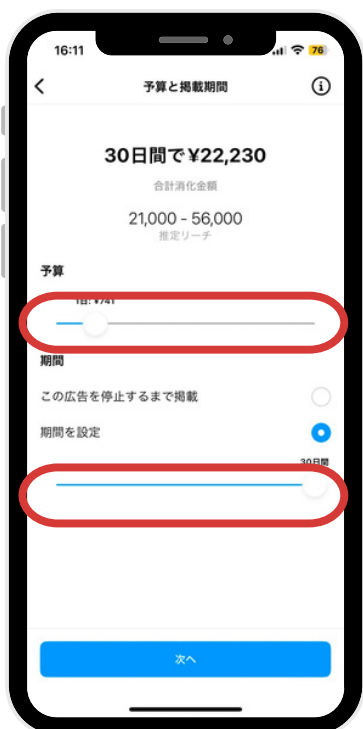 16:11
76
予算と掲載期間
30日間で¥22,230
合計消化金額
21,000 - 56,000
推定リーチ
予算
1日: ¥741
期間
この広告を停止するまで掲載
期間を設定
30日間
次へ